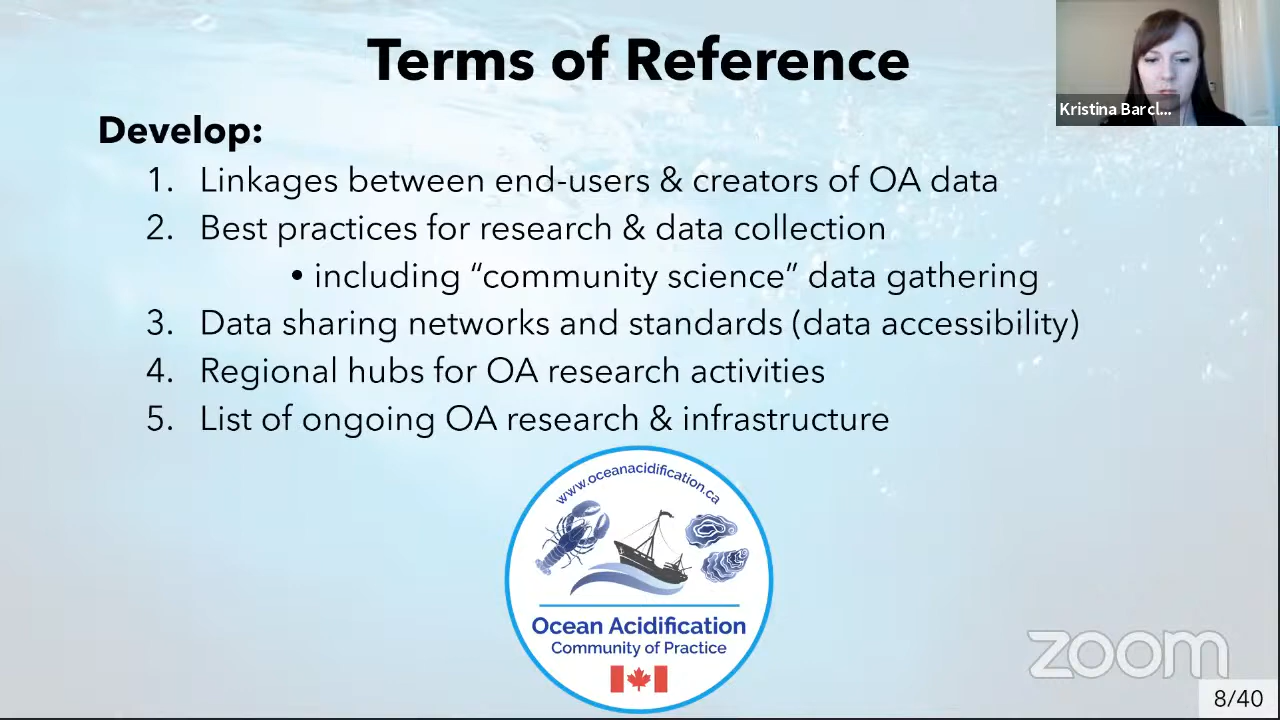 Terms of Reference
Kristina Barcl...
Develop:
1. Linkages between end-users & creators of OA data
2. Best practices for research & data collection
• including “community science” data gathering
3. Data sharing networks and standards (data accessibility)
4. Regional hubs for OA research activities
5. List of ongoing OA research & infrastructure
www.oceanacidification.ca
Ocean Acidification
Community of Practice
zoom
8/40